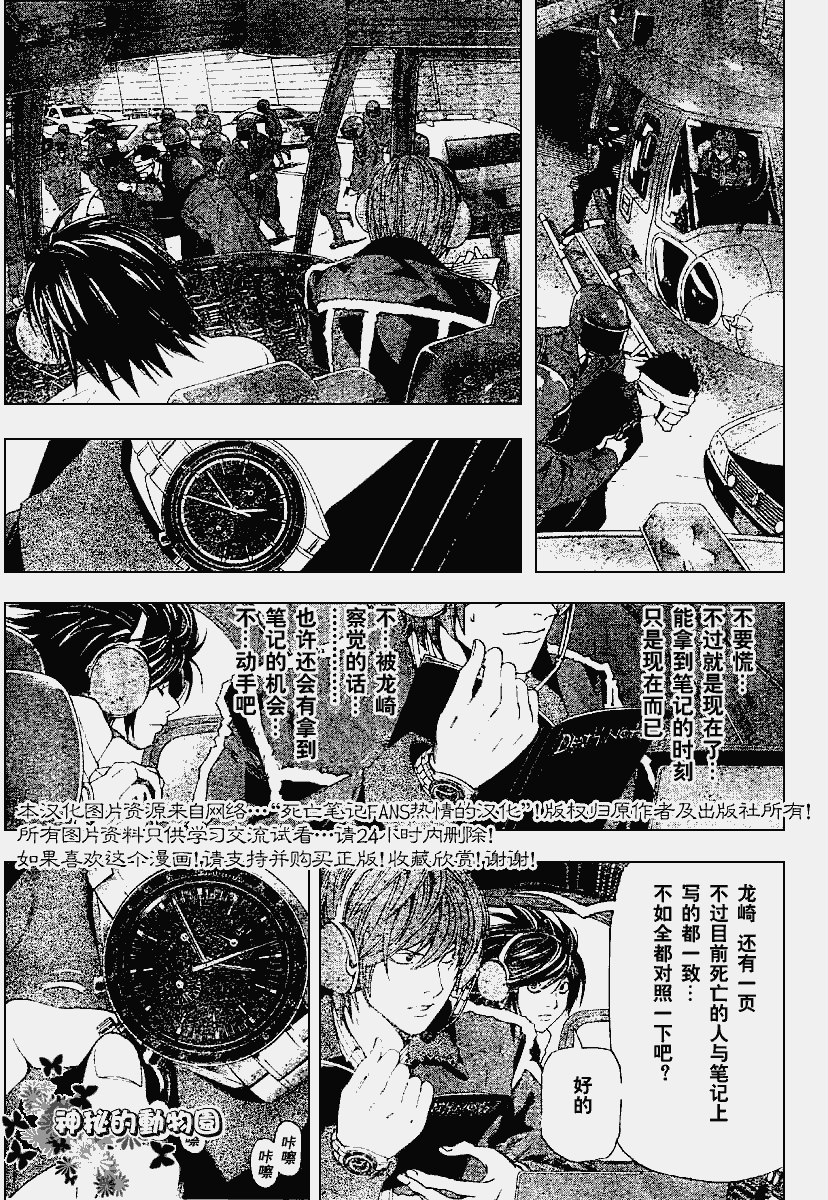 不要慌…
不过就是现在了…
能拿到笔记的时刻
只是现在而已
DEATH NOTE
不…被龙崎
察觉的话…
…………
也许还会有拿到
笔记的机会…
不…动手吧
本汉化图片资源来自网络…“死亡笔记FANS热情的汉化”!版权归原作者及出版社所有!
所有图片资料只供学习交流试看…请24小时内删除!
如果喜欢这个漫画!请支持并购买正版!收藏欣赏!谢谢!
龙崎 还有一页
不过目前死亡的人与笔记上
写的都一致…
不如全都对照一下吧?
好的
咔嚓
咔嚓
神秘的動物園